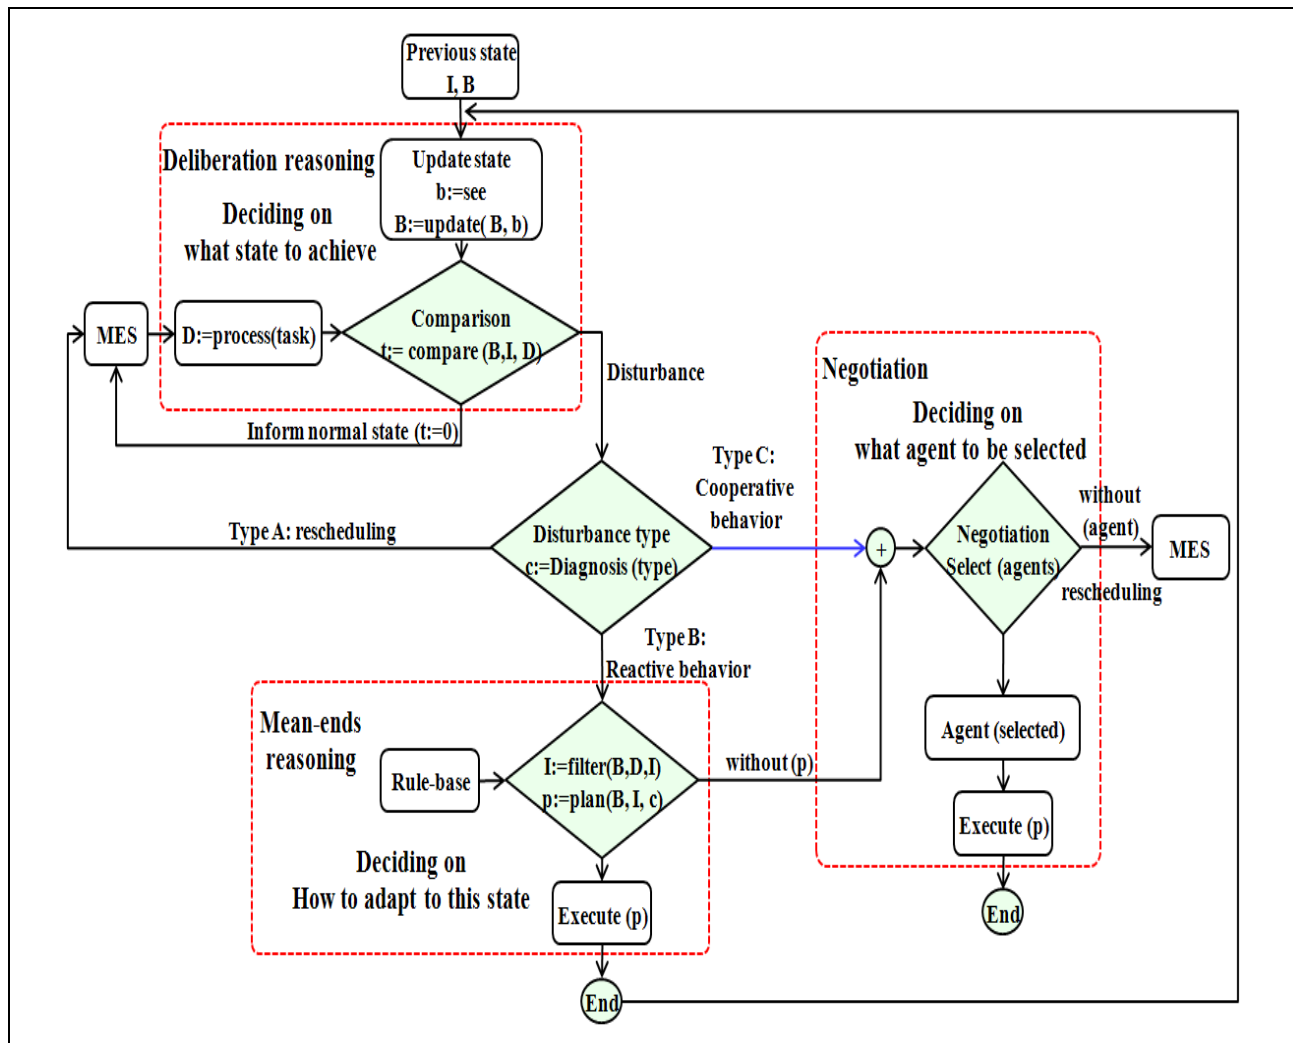 Previous state
I, B
Deliberation reasoning
Update state
b:=see
B:=update( B, b)
Deciding on
what state to achieve
MES
D:=process(task)
Comparison
t:= compare (B,I, D)
Disturbance
Inform normal state (t:=0)
Negotiation
Deciding on
what agent to be selected
Type C:
Cooperative
behavior
Type A: rescheduling
Disturbance type
c:=Diagnosis (type)
+
Negotiation
Select (agents)
without
(agent)
rescheduling
MES
Type B:
Reactive behavior
Mean-ends
reasoning
Rule-base
I:=filter(B,D,I)
p:=plan(B, I, c)
without (p)
Agent (selected)
Execute (p)
End
Deciding on
How to adapt to this state
Execute (p)
End